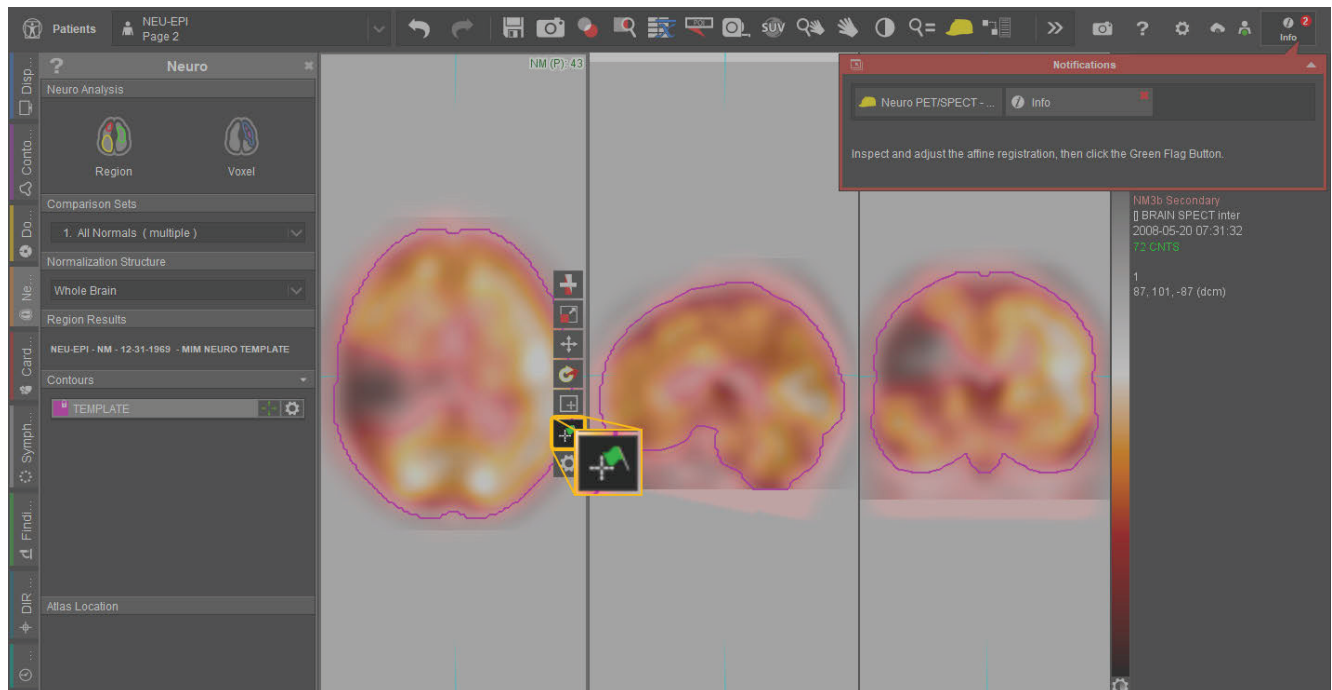 Patients
NEU-EPI
Page 2
SUV
Info
2
Disp...
Conto...
Do...
Ne...
Card...
Symph...
Findi...
DIR ...
...
Neuro
Neuro Analysis
Region
Voxel
Comparison Sets
1. All Normals ( multiple )
Normalization Structure
Whole Brain
Region Results
NEU-EPI - NM - 12-31-1969 - MIM NEURO TEMPLATE
Contours
TEMPLATE
Atlas Location
NM (P):-43
Notifications
Neuro PET/SPECT - ...
Info
Inspect and adjust the affine registration, then click the Green Flag Button.
NM3b Secondary
[] BRAIN SPECT inter
2008-05-20 07:31:32
72 CNTS
1
87, 101, -87 (dcm)